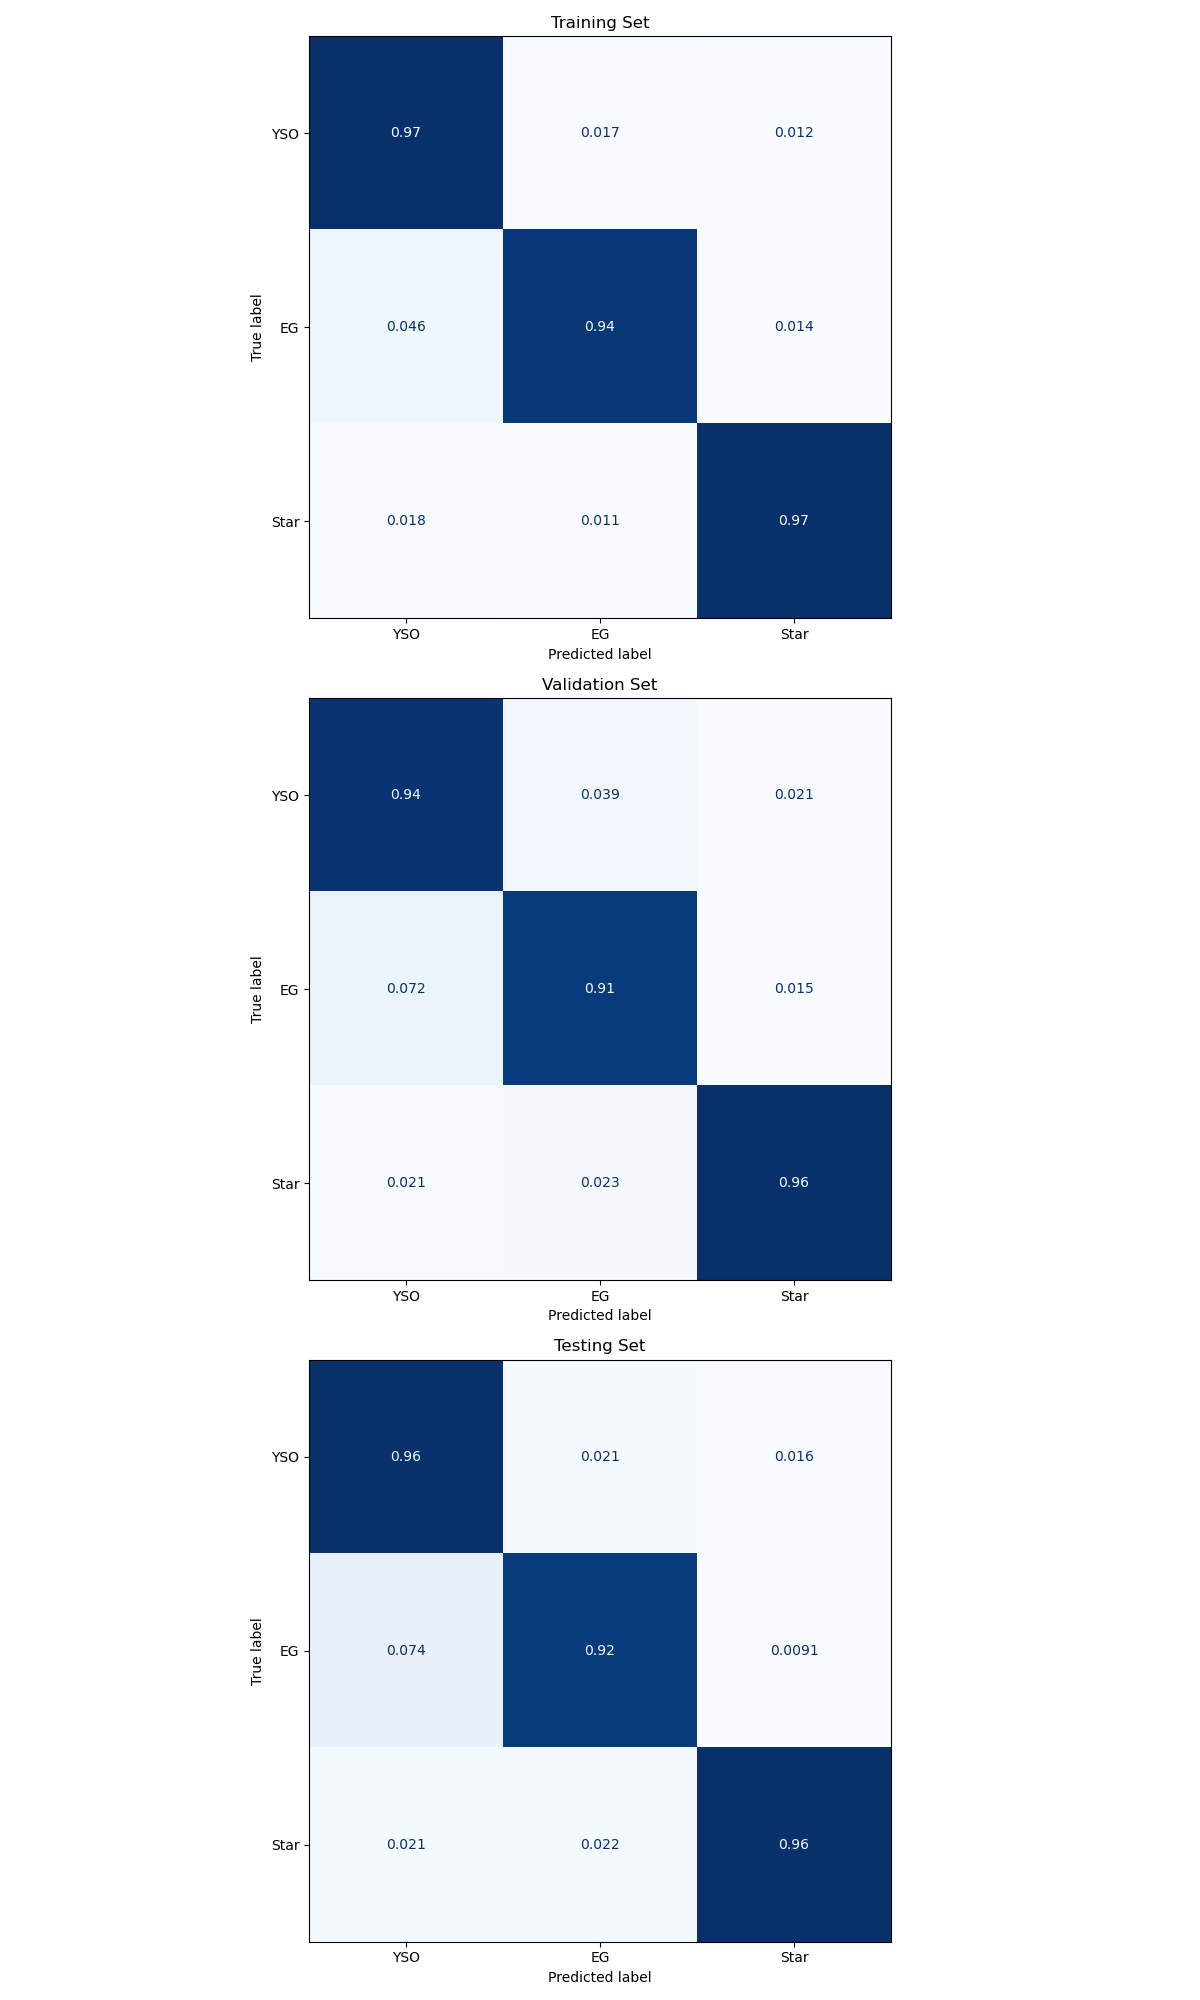 Training Set
YSO 0.97 0.017 0.012
True label
EG 0.046 0.94 0.014
Star 0.018 0.011 0.97
YSO EG Star
Predicted label
Validation Set
YSO 0.94 0.039 0.021
True label
EG 0.072 0.91 0.015
Star 0.021 0.023 0.96
YSO EG Star
Predicted label
Testing Set
YSO 0.96 0.021 0.016
True label
EG 0.074 0.92 0.0091
Star 0.021 0.022 0.96
YSO EG Star
Predicted label